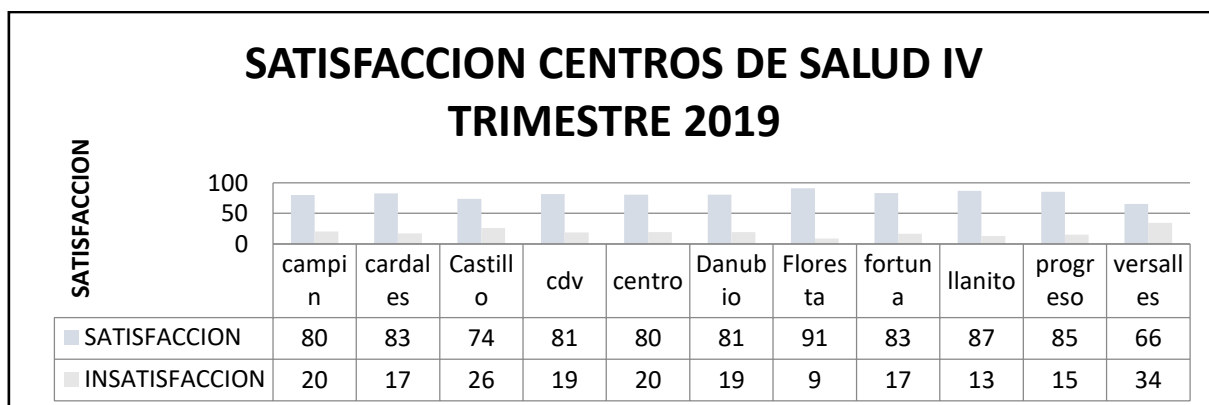 SATISFACCION CENTROS DE SALUD IV
TRIMESTRE 2019
SATISFACCION
100
50
0
campi
n
cardal
es
Castill
o
cdv
centro
Danub
io
Flores
ta
fortun
a
llanito
progr
eso
versall
es
SATISFACCION 80 83 74 81 80 81 91 83 87 85 66
INSATISFACCION 20 17 26 19 20 19 9 17 13 15 34